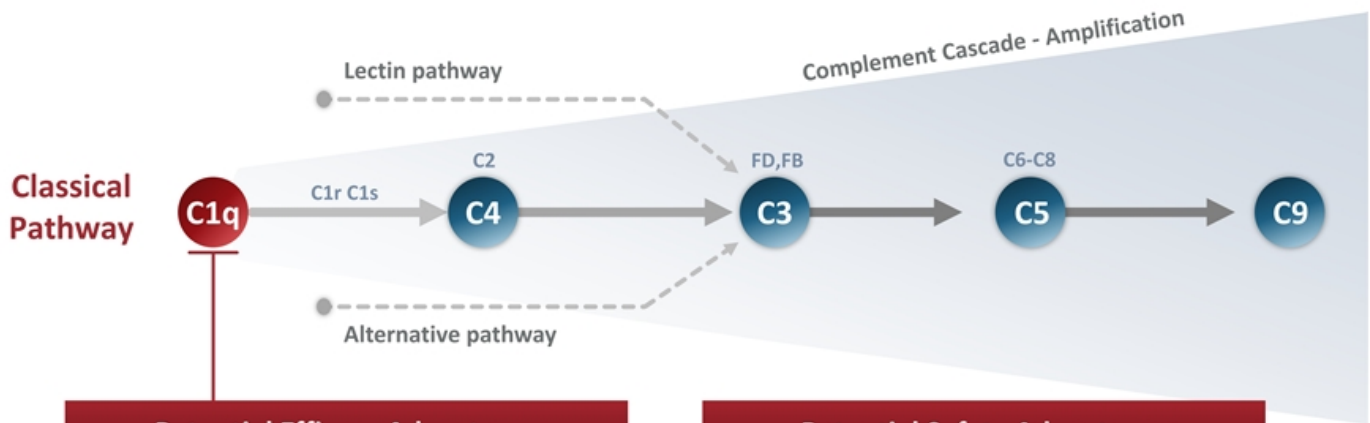 Complement Cascade - Amplification
Lectin pathway
C2
FD,FB
C6-C8
Classical
Pathway
C1q
C1r C1s
C4
C3
C5
C9
Alternative pathway